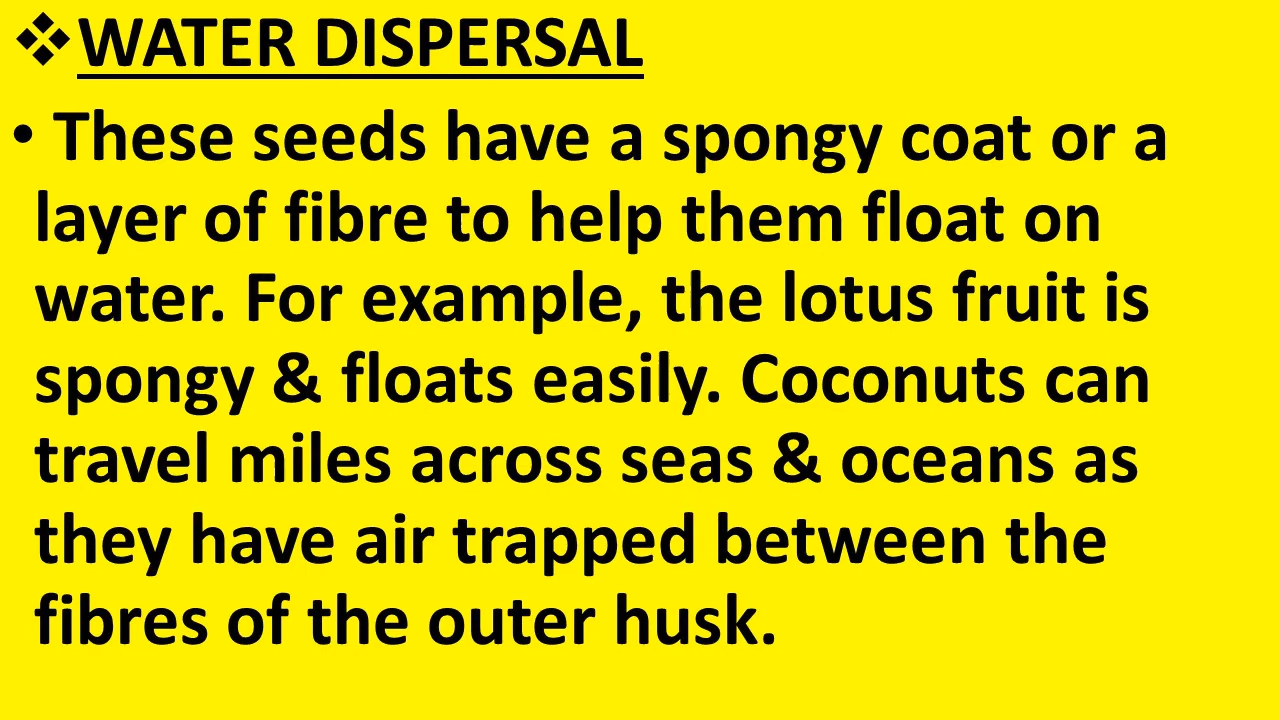 ❖WATER DISPERSAL
• These seeds have a spongy coat or a
layer of fibre to help them float on
water. For example, the lotus fruit is
spongy & floats easily. Coconuts can
travel miles across seas & oceans as
they have air trapped between the
fibres of the outer husk.